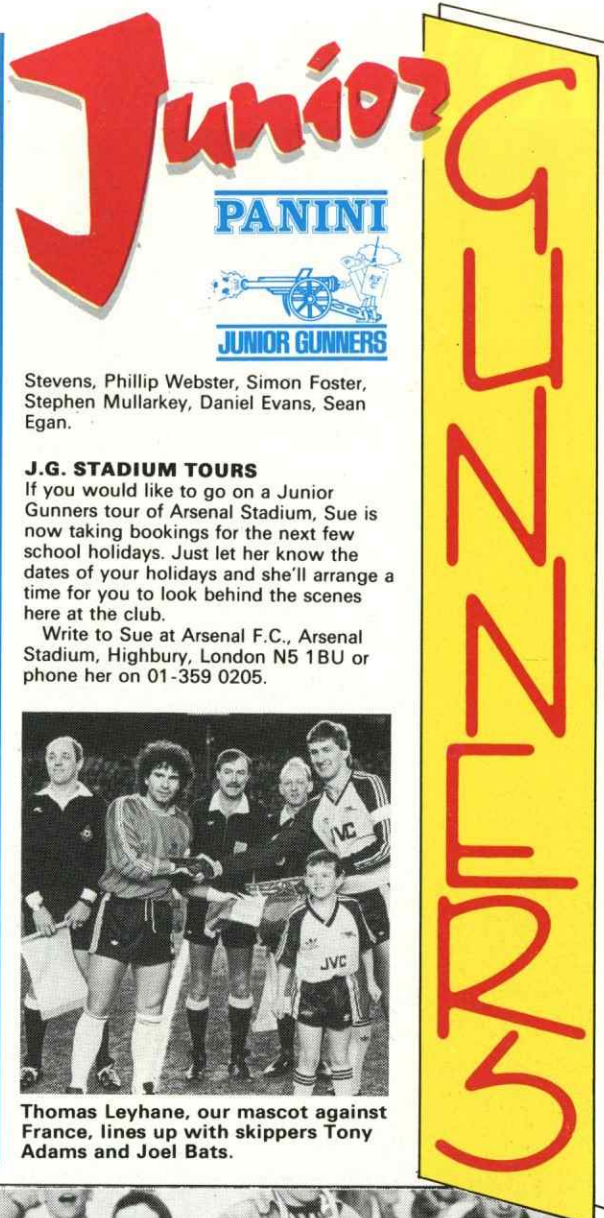 Junior
GUNNERS
PANINI
JUNIOR GUNNERS
Stevens, Phillip Webster, Simon Foster,
Stephen Mullarkey, Daniel Evans, Sean
Egan.
J.G. STADIUM TOURS
If you would like to go on a Junior
Gunners tour of Arsenal Stadium, Sue is
now taking bookings for the next few
school holidays. Just let her know the
dates of your holidays and she'll arrange a
time for you to look behind the scenes
here at the club.
Write to Sue at Arsenal F.C., Arsenal
Stadium, Highbury, London N5 1BU or
phone her on 01-359 0205.
JVC
JVC
Thomas Leyhane, our mascot against
France, lines up with skippers Tony
Adams and Joel Bats.